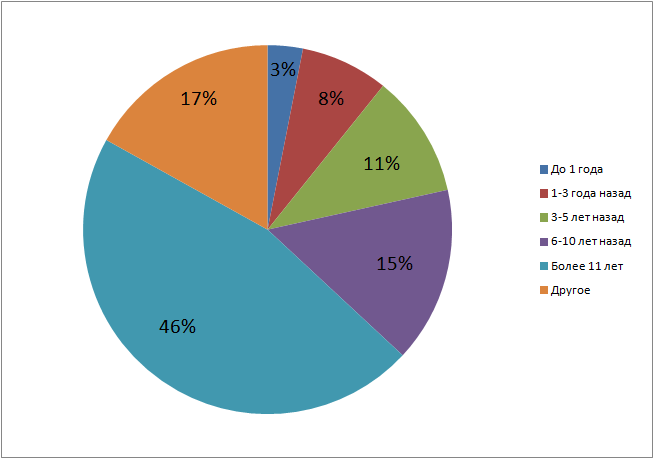 3%
8%
11%
15%
46%
17%
До 1 года
1-3 года назад
3-5 лет назад
6-10 лет назад
Более 11 лет
Другое